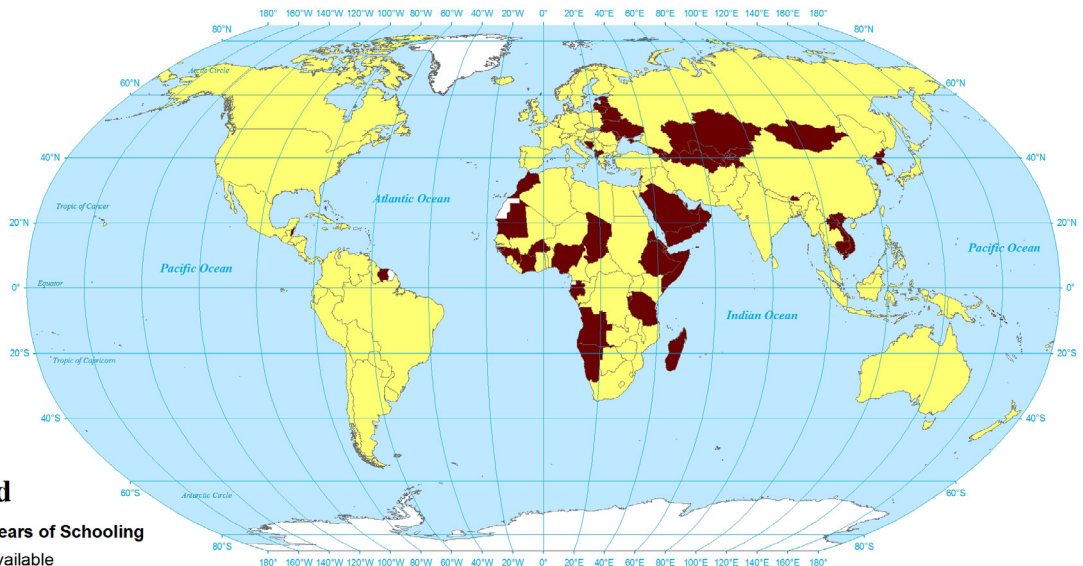 180° 160°W 140°W 120°W 100°W 80°W 60°W 40°W 20°W 0° 20°E 40°E 60°E 80°E 100°E 120°E 140°E 160°E 180°
80°N 80°N
Arctic Circle
60°N 60°N
40°N 40°N
Atlantic Ocean
Tropic of Cancer
20°N 20°N
Pacific Ocean
Pacific Ocean
Equator
0° 0°
Indian Ocean
20°S 20°S
Tropic of Capricorn
40°S 40°S
60°S 60°S
d
Antarctic Circle
ears of Schooling
80°S 80°S
vailable
180° 160°W 140°W 120°W 100°W 80°W 60°W 40°W 20°W 0° 20°E 40°E 60°E 80°E 100°E 120°E 140°E 160°E 180°